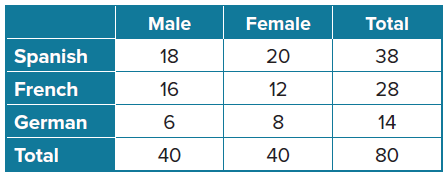 Male Female Total
Spanish 18 20 38
French 16 12 28
German 6 8 14
Total 40 40 80